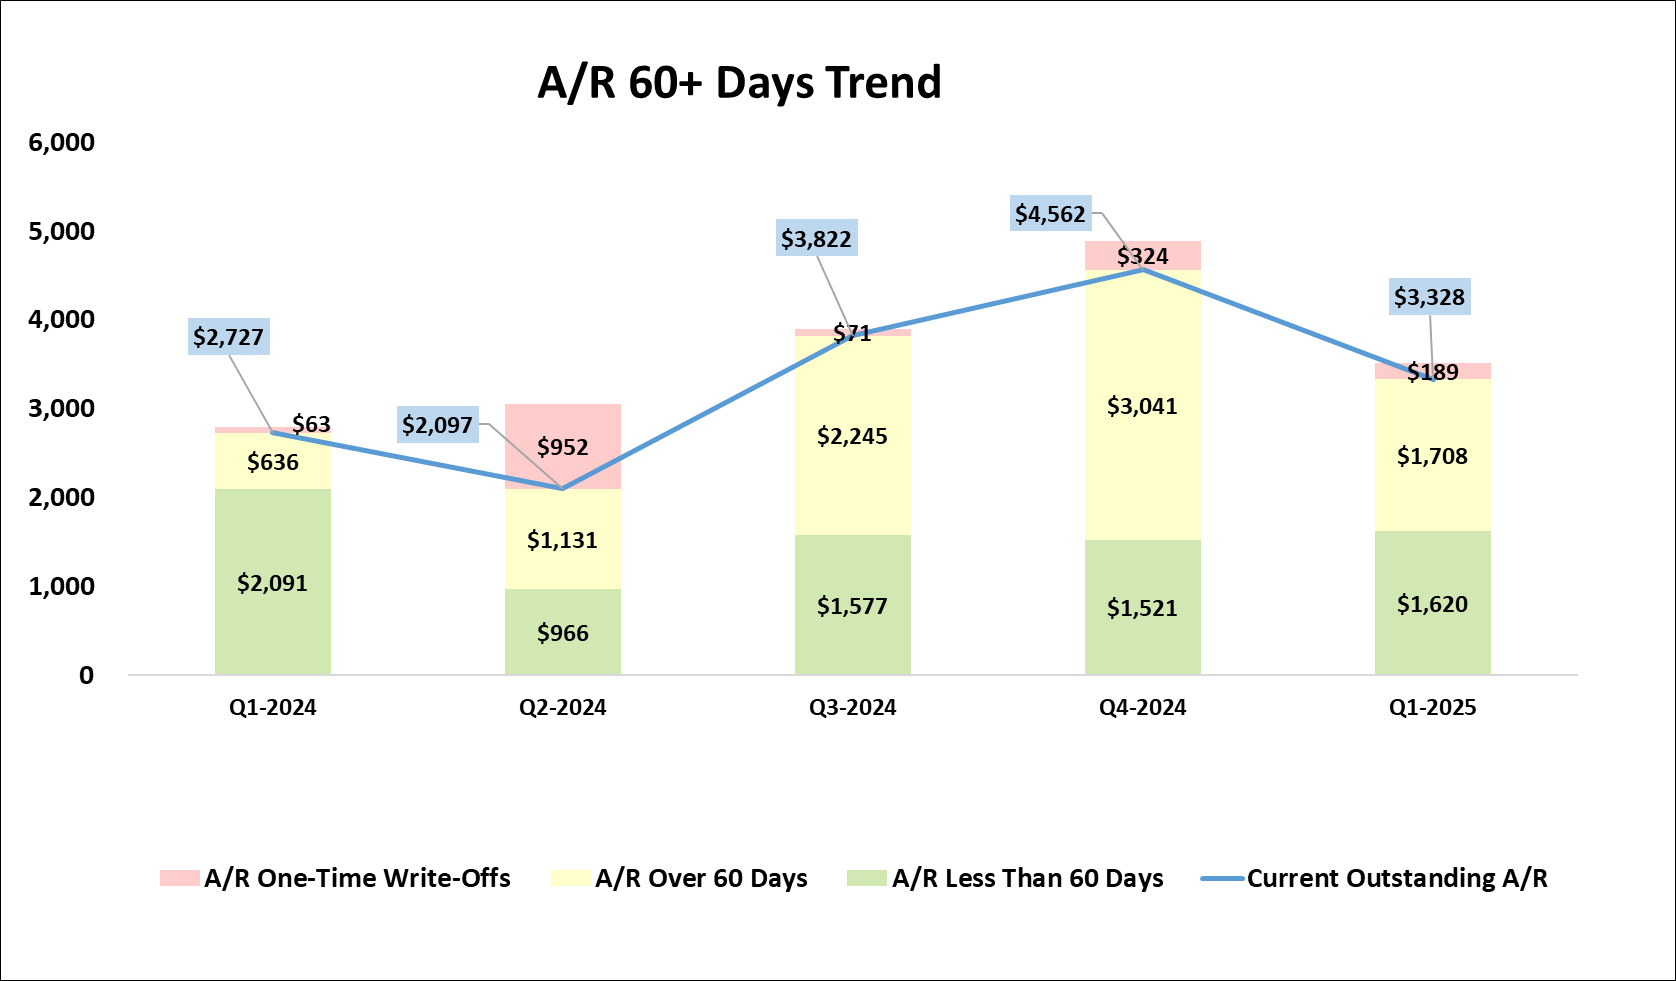 A/R 60+ Days Trend
6,000
5,000
4,000
3,000
2,000
1,000
0
$2,727
$63
$636
$2,091
$2,097
$952
$1,131
$966
$3,822
$71
$2,245
$1,577
$4,562
$324
$3,041
$1,521
$3,328
$189
$1,708
$1,620
Q1-2024
Q2-2024
Q3-2024
Q4-2024
Q1-2025
A/R One-Time Write-Offs
A/R Over 60 Days
A/R Less Than 60 Days
Current Outstanding A/R